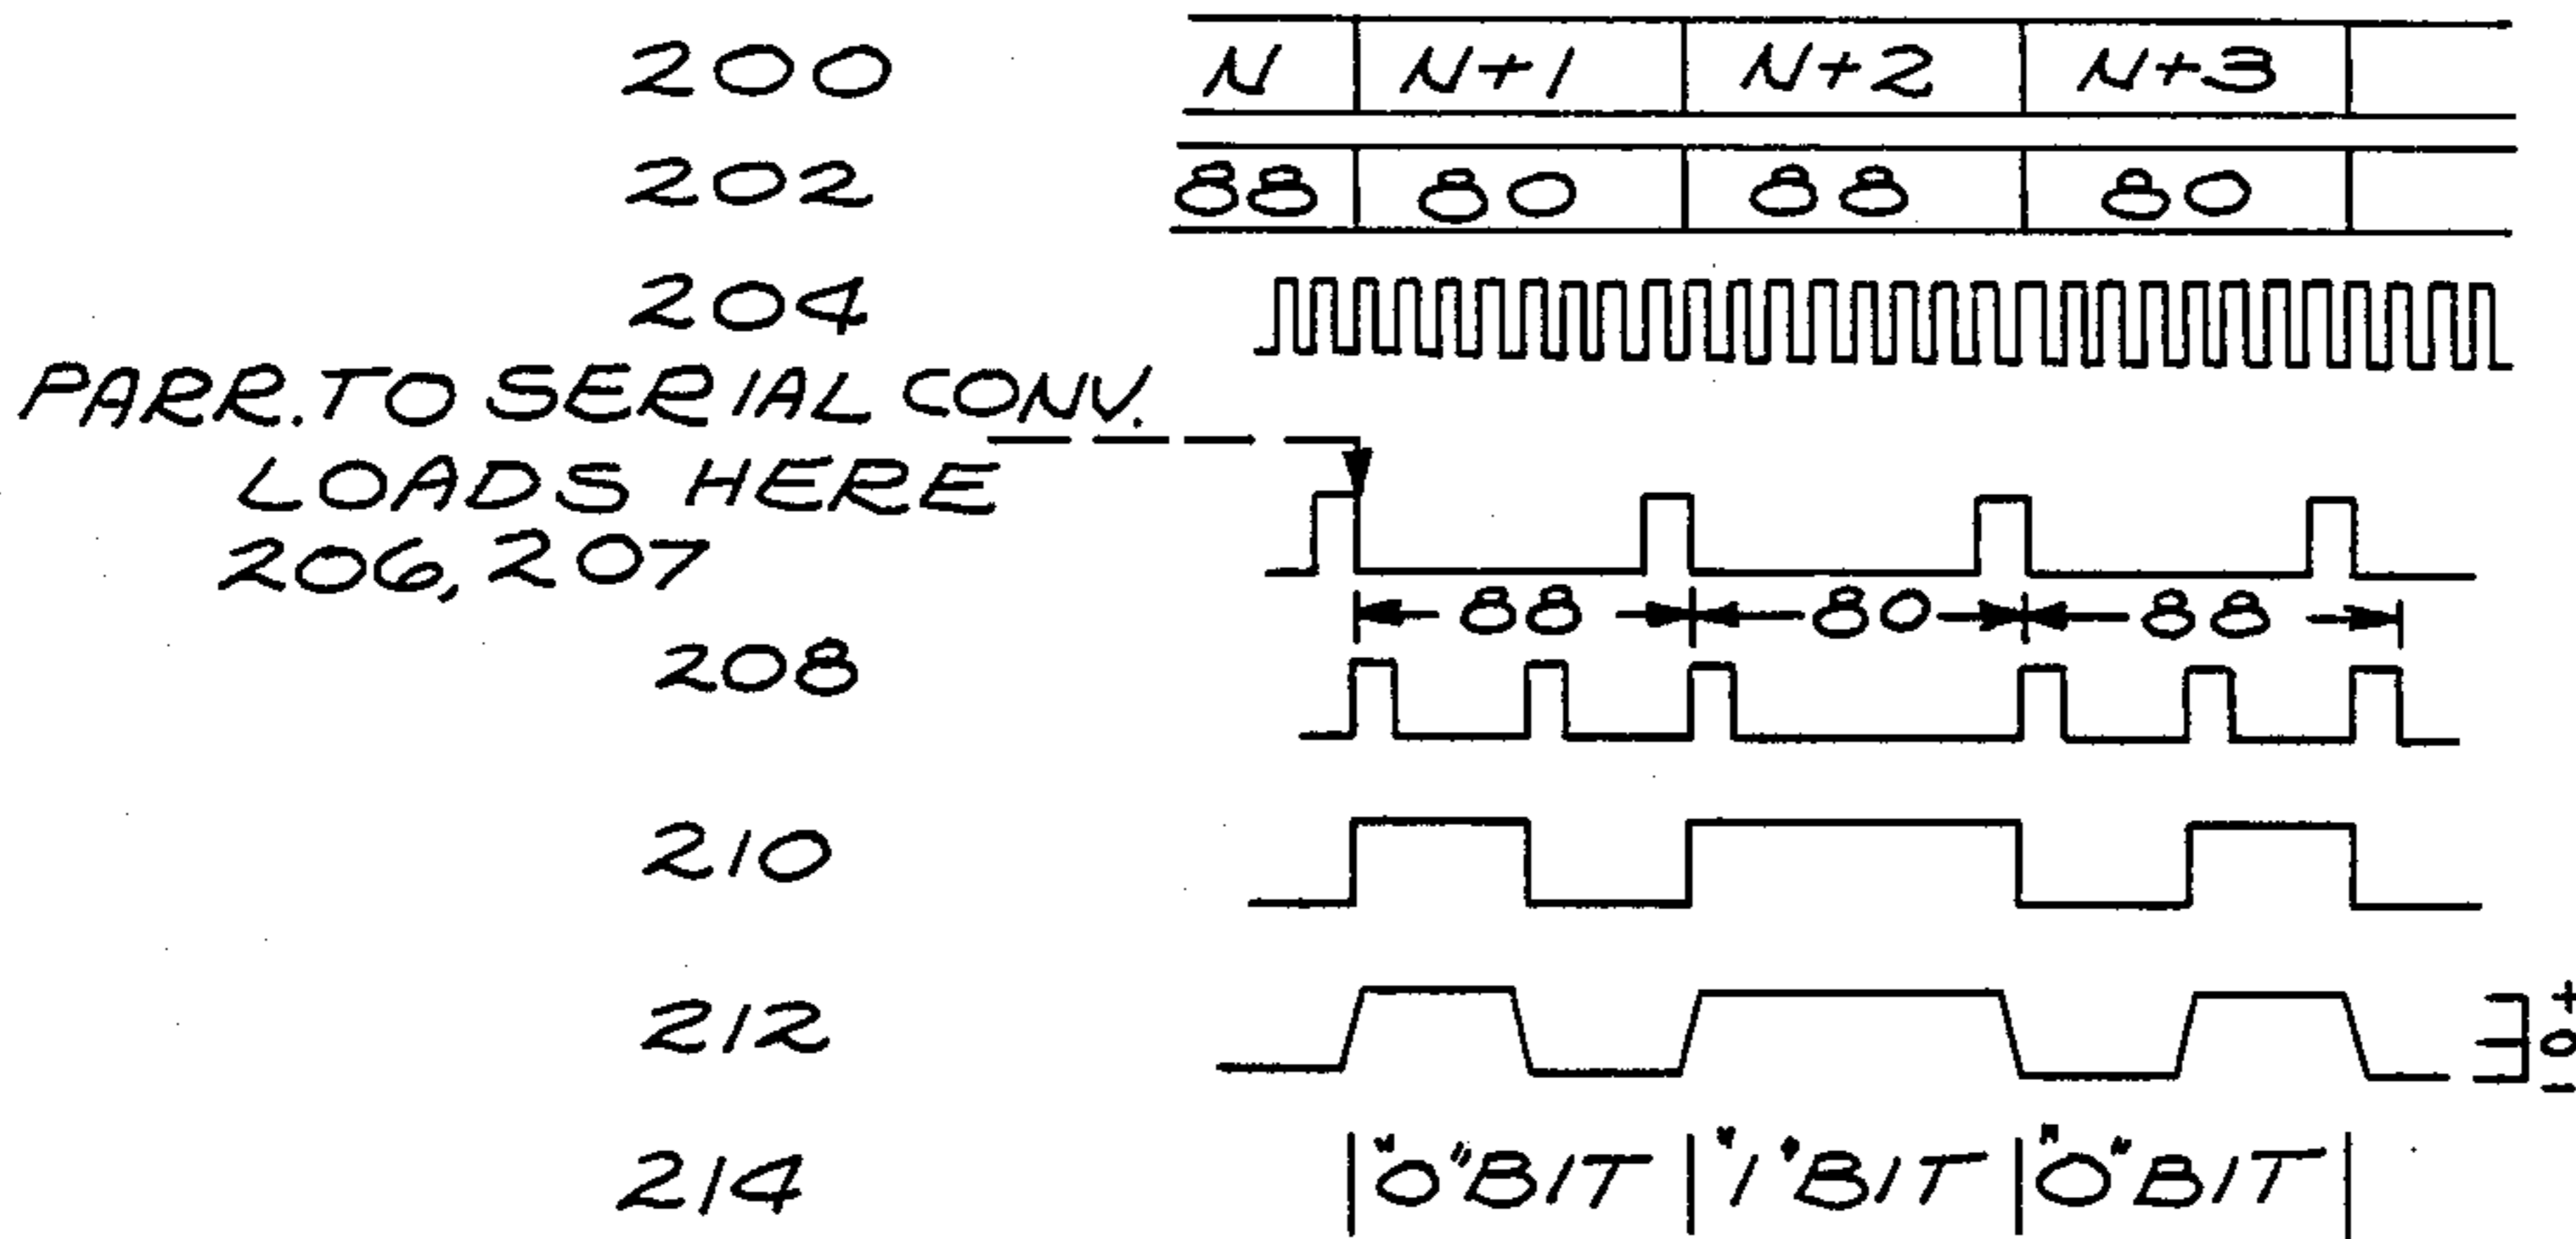 200 N N+1 N+2 N+3
202 88 80 88 80
204
PARR. TO SERIAL CONV.
LOADS HERE
206, 207
88 80 88
208
210
212 + 0 -
214 "0" BIT "1" BIT "0" BIT